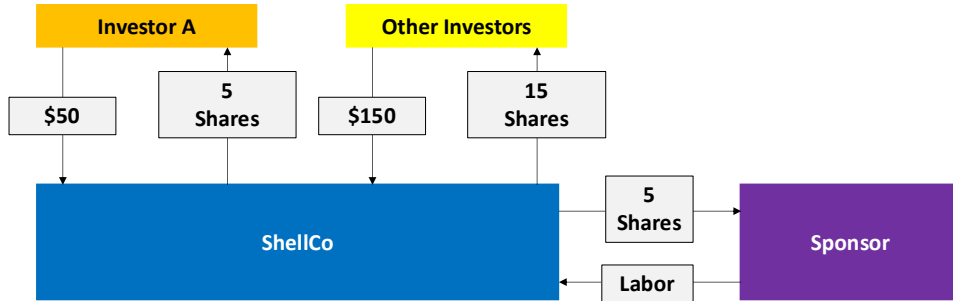 Investor A
Other Investors
$50
5
Shares
$150
15
Shares
ShellCo
5
Shares
Labor
Sponsor